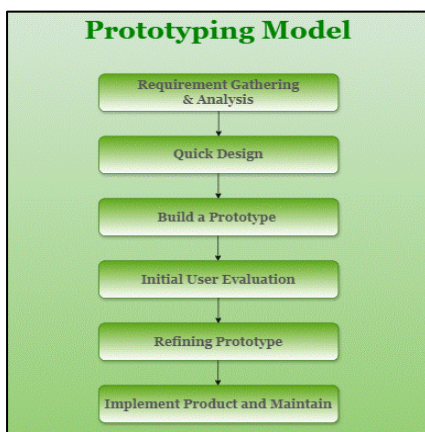 Prototyping Model
Requirement Gathering
& Analysis
Quick Design
Build a Prototype
Initial User Evaluation
Refining Prototype
Implement Product and Maintain